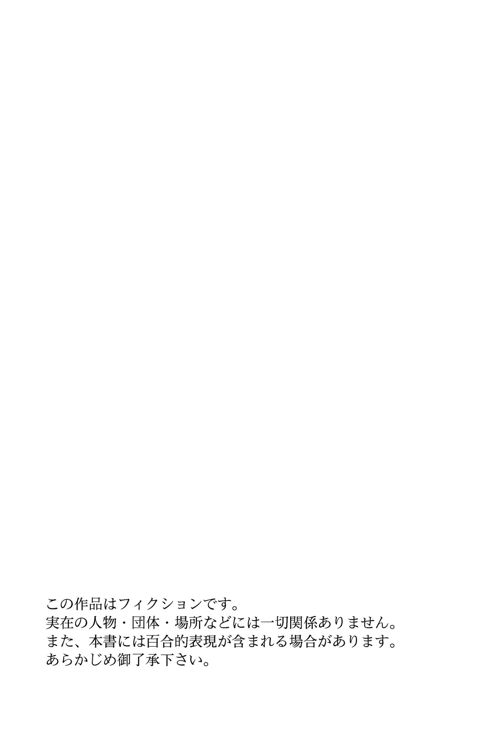 この作品はフィクションです。
実在の人物・団体・場所などには一切関係ありません。
また、本書には百合的表現が含まれる場合があります。
あらかじめ御了承下さい。